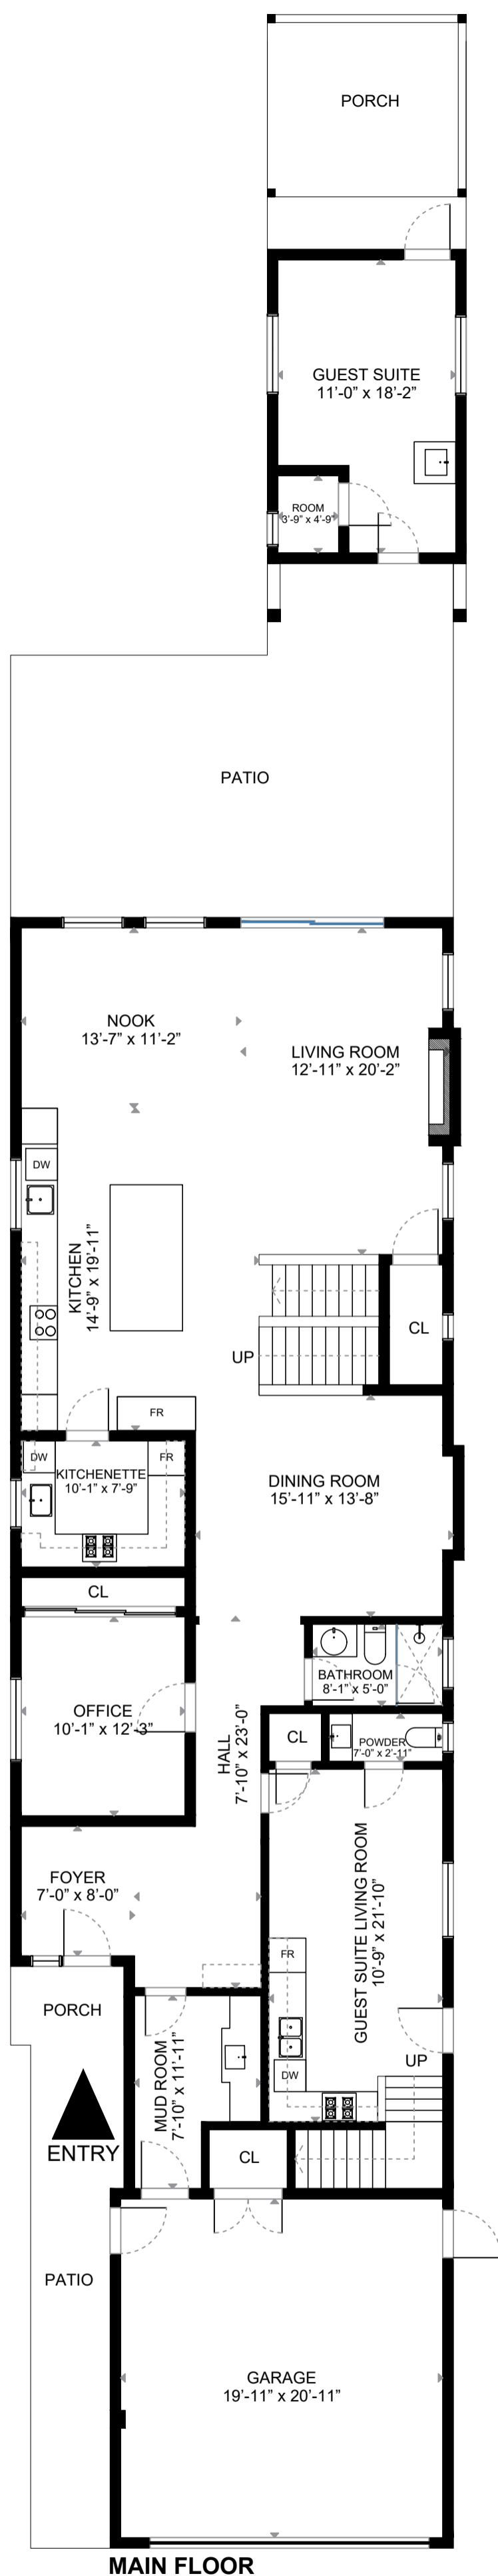 PORCH
GUEST SUITE
11'-0" x 18'-2"
ROOM
3'-9" x 4'-9"
PATIO
NOOK
13'-7" x 11'-2"
LIVING ROOM
12'-11" x 20'-2"
DW
KITCHEN
14'-9" x 19'-11"
CL
UP
FR
DW
FR
KITCHENETTE
10'-1" x 7'-9"
DINING ROOM
15'-11" x 13'-8"
CL
BATHROOM
8'-1" x 5'-0"
OFFICE
10'-1" x 12'-3"
HALL
7'-10" x 23'-0"
CL
POWDER
7'-0" x 2'-11"
FOYER
7'-0" x 8'-0"
GUEST SUITE LIVING ROOM
10'-9" x 21'-10"
FR
PORCH
MUD ROOM
7'-10" x 11'-11"
UP
DW
ENTRY
CL
PATIO
GARAGE
19'-11" x 20'-11"
MAIN FLOOR